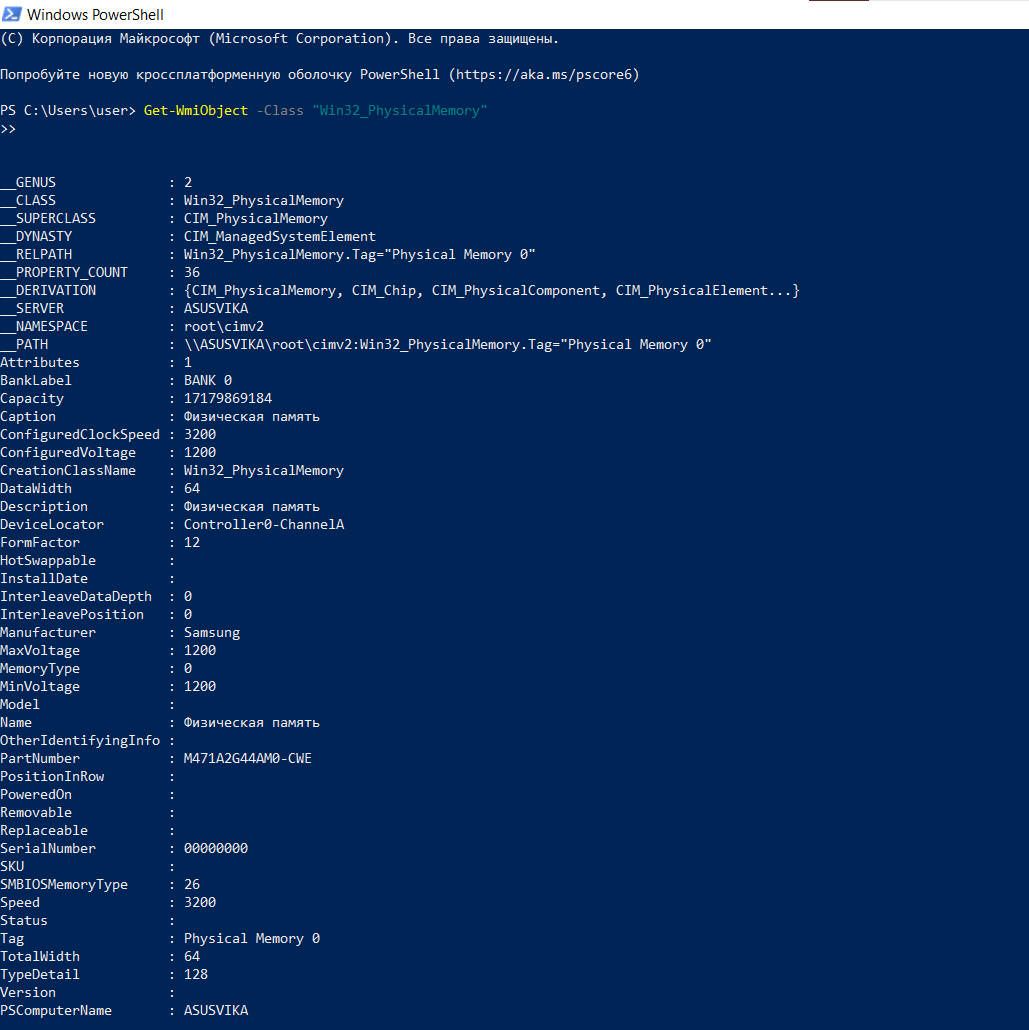 Windows PowerShell
(C) Корпорация Майкрософт (Microsoft Corporation). Все права защищены.
Попробуйте новую кроссплатформенную оболочку PowerShell (https://aka.ms/pscore6)
PS C:\Users\user> Get-WmiObject -Class "Win32_PhysicalMemory"
>>
__GENUS : 2
__CLASS : Win32_PhysicalMemory
__SUPERCLASS : CIM_PhysicalMemory
__DYNASTY : CIM_ManagedSystemElement
__RELPATH : Win32_PhysicalMemory.Tag="Physical Memory 0"
__PROPERTY_COUNT : 36
__DERIVATION : {CIM_PhysicalMemory, CIM_Chip, CIM_PhysicalComponent, CIM_PhysicalElement...}
__SERVER : ASUSVIKA
__NAMESPACE : root\cimv2
__PATH : \\ASUSVIKA\root\cimv2:Win32_PhysicalMemory.Tag="Physical Memory 0"
Attributes : 1
BankLabel : BANK 0
Capacity : 17179869184
Caption : Физическая память
ConfiguredClockSpeed : 3200
ConfiguredVoltage : 1200
CreationClassName : Win32_PhysicalMemory
DataWidth : 64
Description : Физическая память
DeviceLocator : Controller0-ChannelA
FormFactor : 12
HotSwappable :
InstallDate :
InterleaveDataDepth : 0
InterleavePosition : 0
Manufacturer : Samsung
MaxVoltage : 1200
MemoryType : 0
MinVoltage : 1200
Model :
Name : Физическая память
OtherIdentifyingInfo :
PartNumber : M471A2G44AM0-CWE
PositionInRow :
PoweredOn :
Removable :
Replaceable :
SerialNumber : 00000000
SKU :
SMBIOSMemoryType : 26
Speed : 3200
Status :
Tag : Physical Memory 0
TotalWidth : 64
TypeDetail : 128
Version :
PSComputerName : ASUSVIKA